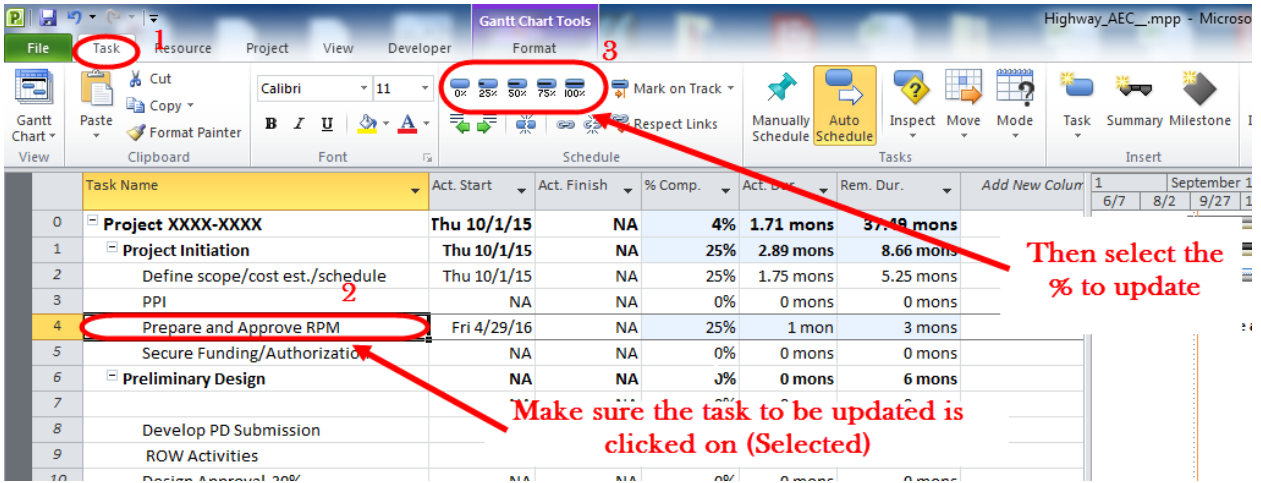 Gantt Chart Tools
Highway_AEC__.mpp - Microso
File Task Resource Project View Developer Format
1
3
Cut
Copy
Format Painter
Paste
Calibri 11
B I U A
0% 25% 50% 75% 100%
Mark on Track
Respect Links
Gantt
Chart
Manually
Schedule
Auto
Schedule
Inspect Move Mode Task Summary Milestone
View Clipboard Font Schedule Tasks Insert
Task Name Act. Start Act. Finish % Comp. Act. Dur. Rem. Dur. Add New Colum
1 September 1
6/7 8/2 9/27 1
0 Project XXXX-XXXX Thu 10/1/15 NA 4% 1.71 mons 37.49 mons
1 Project Initiation Thu 10/1/15 NA 25% 2.89 mons 8.66 mons
2 Define scope/cost est./schedule Thu 10/1/15 NA 25% 1.75 mons 5.25 mons
2
3 PPI NA NA 0% 0 mons 0 mons
4 Prepare and Approve RPM Fri 4/29/16 NA 25% 1 mon 3 mons
5 Secure Funding/Authorization NA NA 0% 0 mons 0 mons
6 Preliminary Design NA NA 0% 0 mons 6 mons
7
8 Develop PD Submission
9 ROW Activities
10 Design Approval 30% NA NA 0% 0 mons 0 mons
Then select the
% to update
Make sure the task to be updated is
clicked on (Selected)